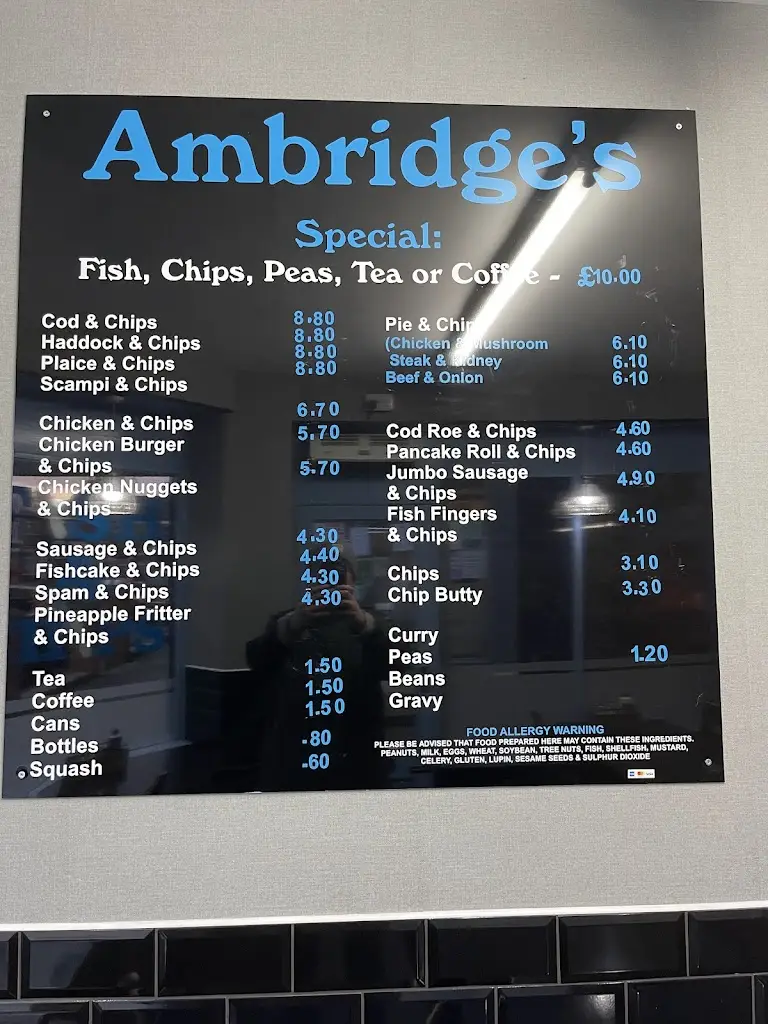 Ambridge's
Special:
Fish, Chips, Peas, Tea or Coffee - £10.00
Cod & Chips 8.80
Haddock & Chips 8.80
Plaice & Chips 8.80
Scampi & Chips 8.80
Chicken & Chips 6.70
Chicken Burger 5.70
& Chips
Chicken Nuggets 5.70
& Chips
Sausage & Chips 4.30
Fishcake & Chips 4.40
Spam & Chips 4.30
Pineapple Fritter 4.30
& Chips
Tea 1.50
Coffee 1.50
Cans 1.50
Bottles .80
Squash .60
Pie & Chips
(Chicken & Mushroom 6.10
Steak & Kidney 6.10
Beef & Onion 6.10
Cod Roe & Chips 4.60
Pancake Roll & Chips 4.60
Jumbo Sausage 4.90
& Chips
Fish Fingers 4.10
& Chips
Chips 3.10
Chip Butty 3.30
Curry
Peas 1.20
Beans
Gravy
FOOD ALLERGY WARNING
PLEASE BE ADVISED THAT FOOD PREPARED HERE MAY CONTAIN THESE INGREDIENTS.
PEANUTS, MILK, EGGS, WHEAT, SOYBEAN, TREE NUTS, FISH, SHELLFISH. MUSTARD,
CELERY, GLUTEN, LUPIN, SESAME SEEDS & SULPHUR DIOXIDE